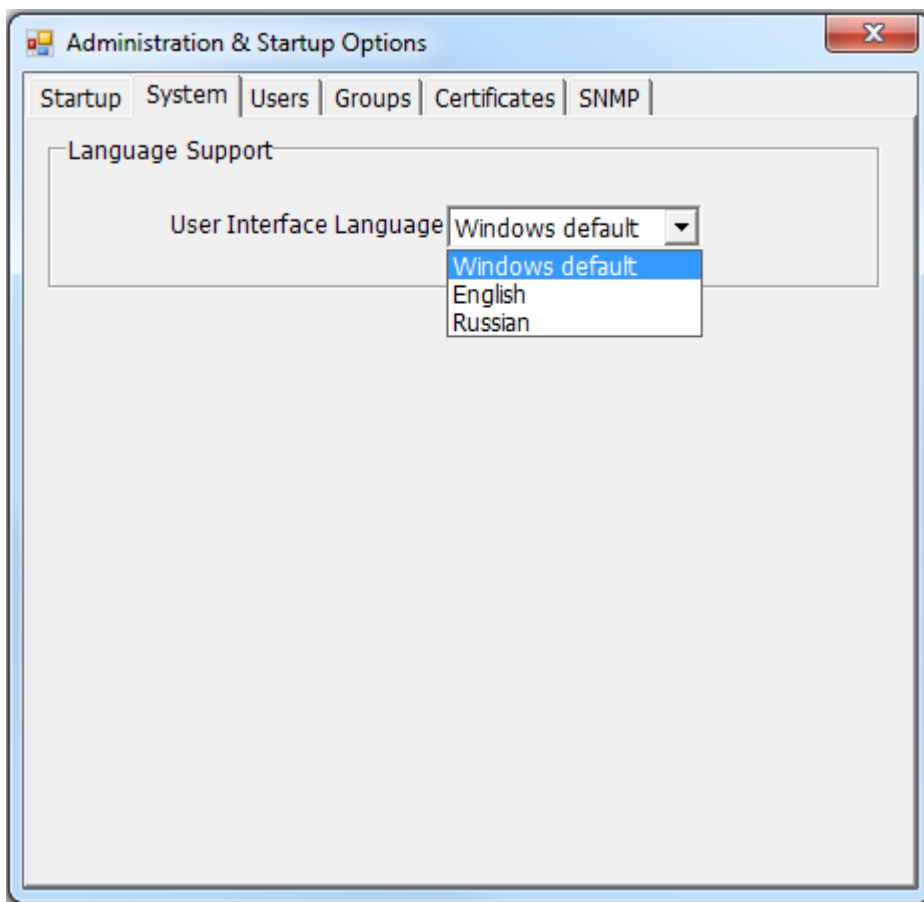 Administration & Startup Options
Startup System Users Groups Certificates SNMP
Language Support
User Interface Language Windows default
Windows default
English
Russian